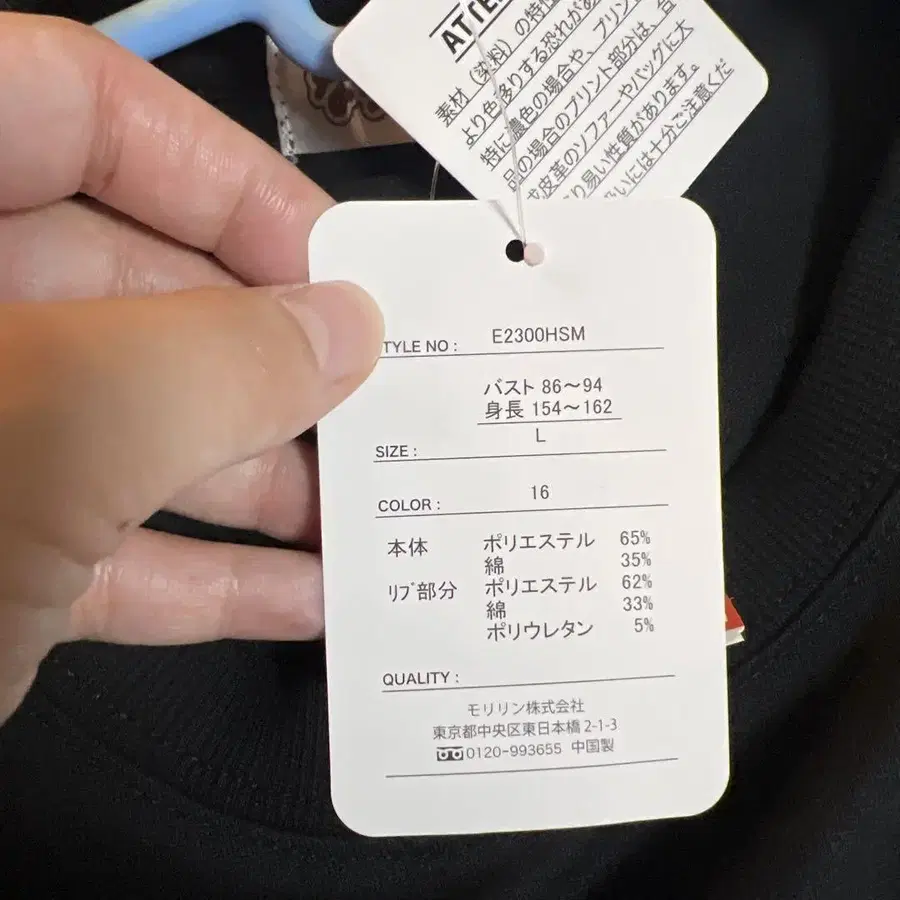 素材（染料）の特性
より色移りする恐れがあ
特に濃色の場合や、プリン
品の場合のプリント部分は、合
皮革のソファーやバッグに大
り易い性質があります。
には十分ご注意くだ
TYLE NO : E2300HSM
バスト 86〜94
身長 154〜162
SIZE : L
COLOR : 16
本体 ポリエステル 65%
綿 35%
リブ部分 ポリエステル 62%
綿 33%
ポリウレタン 5%
QUALITY :
モリリン株式会社
東京都中央区東日本橋 2-1-3
0120-993655 中国製